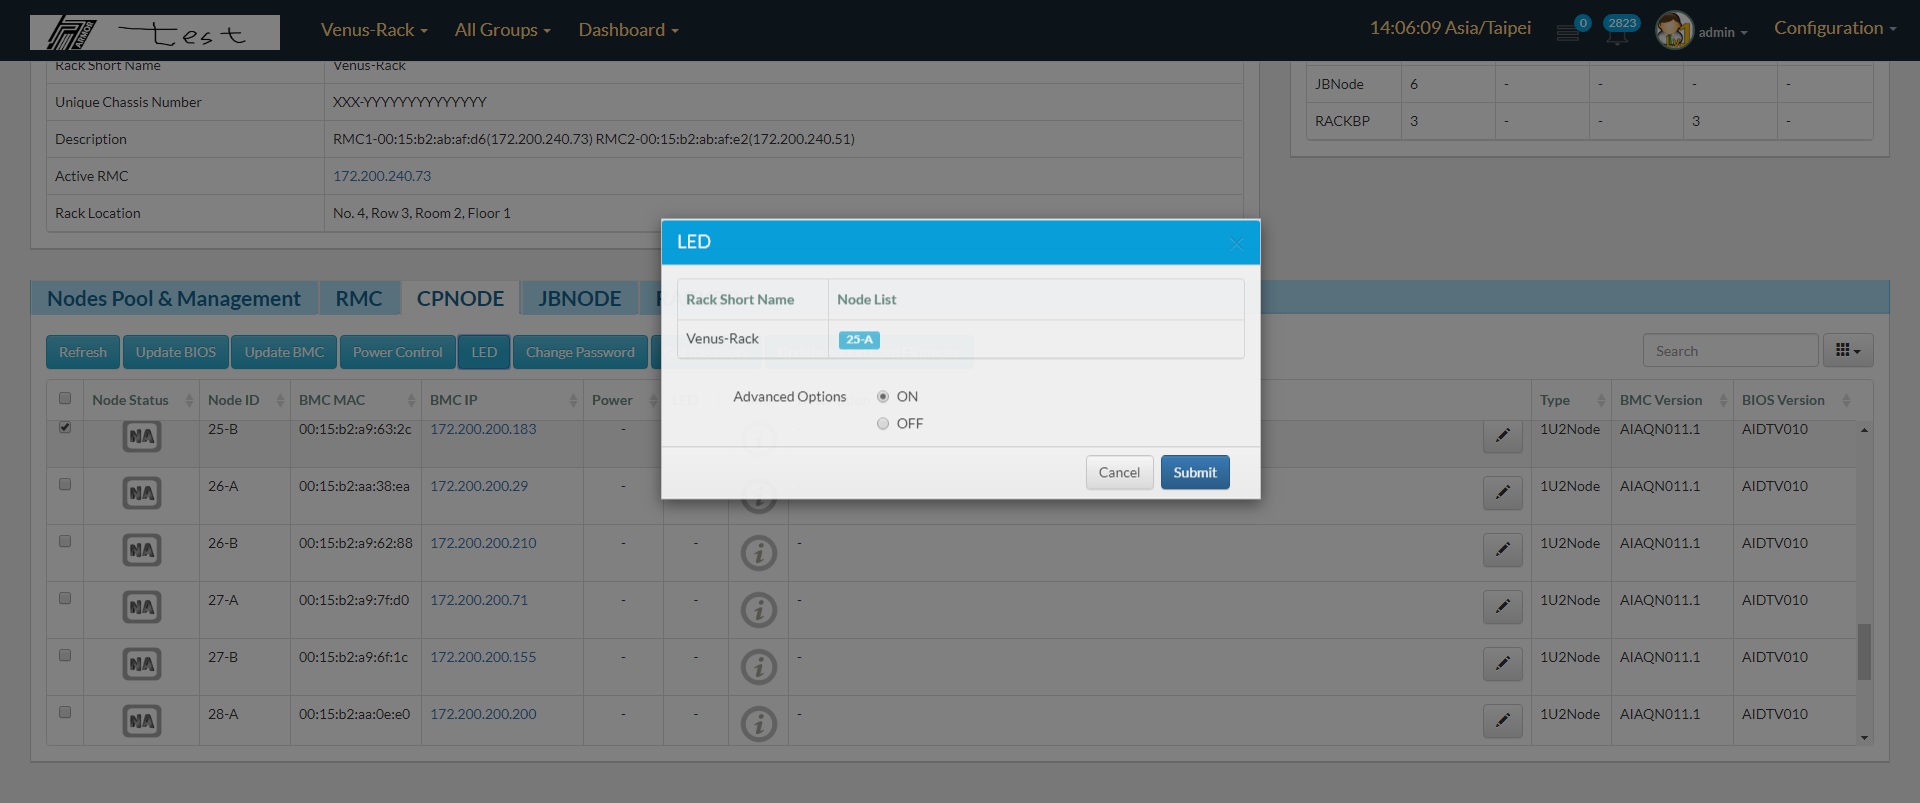 ARMOR test Venus-Rack All Groups Dashboard 14:06:09 Asia/Taipei 0 2823 admin Configuration
Rack Short Name Venus-Rack
Unique Chassis Number XXX-YYYYYYYYYYYYYY
Description RMC1-00:15:b2:ab:af:d6(172.200.240.73) RMC2-00:15:b2:ab:af:e2(172.200.240.51)
Active RMC 172.200.240.73
Rack Location No. 4, Row 3, Room 2, Floor 1
JBNode 6 - - - -
RACKBP 3 - - 3 -
LED
Rack Short Name Node List
Venus-Rack 25-A
Advanced Options ON
OFF
Cancel Submit
Nodes Pool & Management RMC CPNODE JBNODE
Refresh Update BIOS Update BMC Power Control LED Change Password Search
Node Status Node ID BMC MAC BMC IP Power Type BMC Version BIOS Version
NA 25-B 00:15:b2:a9:63:2c 172.200.200.183 - 1U2Node AIAQN011.1 AIDTV010
NA 26-A 00:15:b2:aa:38:ea 172.200.200.29 - 1U2Node AIAQN011.1 AIDTV010
NA 26-B 00:15:b2:a9:62:88 172.200.200.210 - - i - 1U2Node AIAQN011.1 AIDTV010
NA 27-A 00:15:b2:a9:7f:d0 172.200.200.71 - - i - 1U2Node AIAQN011.1 AIDTV010
NA 27-B 00:15:b2:a9:6f:1c 172.200.200.155 - - i - 1U2Node AIAQN011.1 AIDTV010
NA 28-A 00:15:b2:aa:0e:e0 172.200.200.200 - - i - 1U2Node AIAQN011.1 AIDTV010